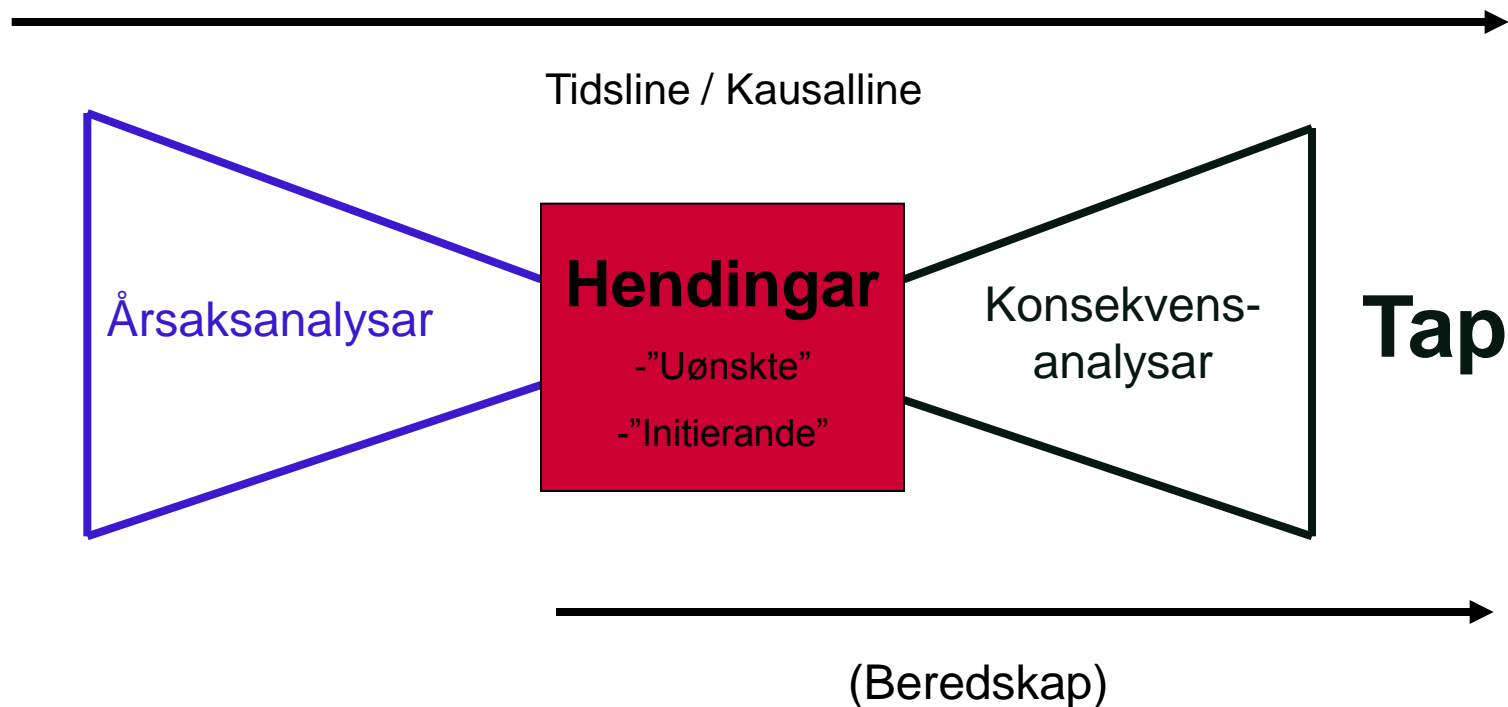 Tidsline / Kausalline
Årsaksanalysar
Hendingar
-”Uønskte”
-”Initierande”
Konsekvens-
analysar
Tap
(Beredskap)